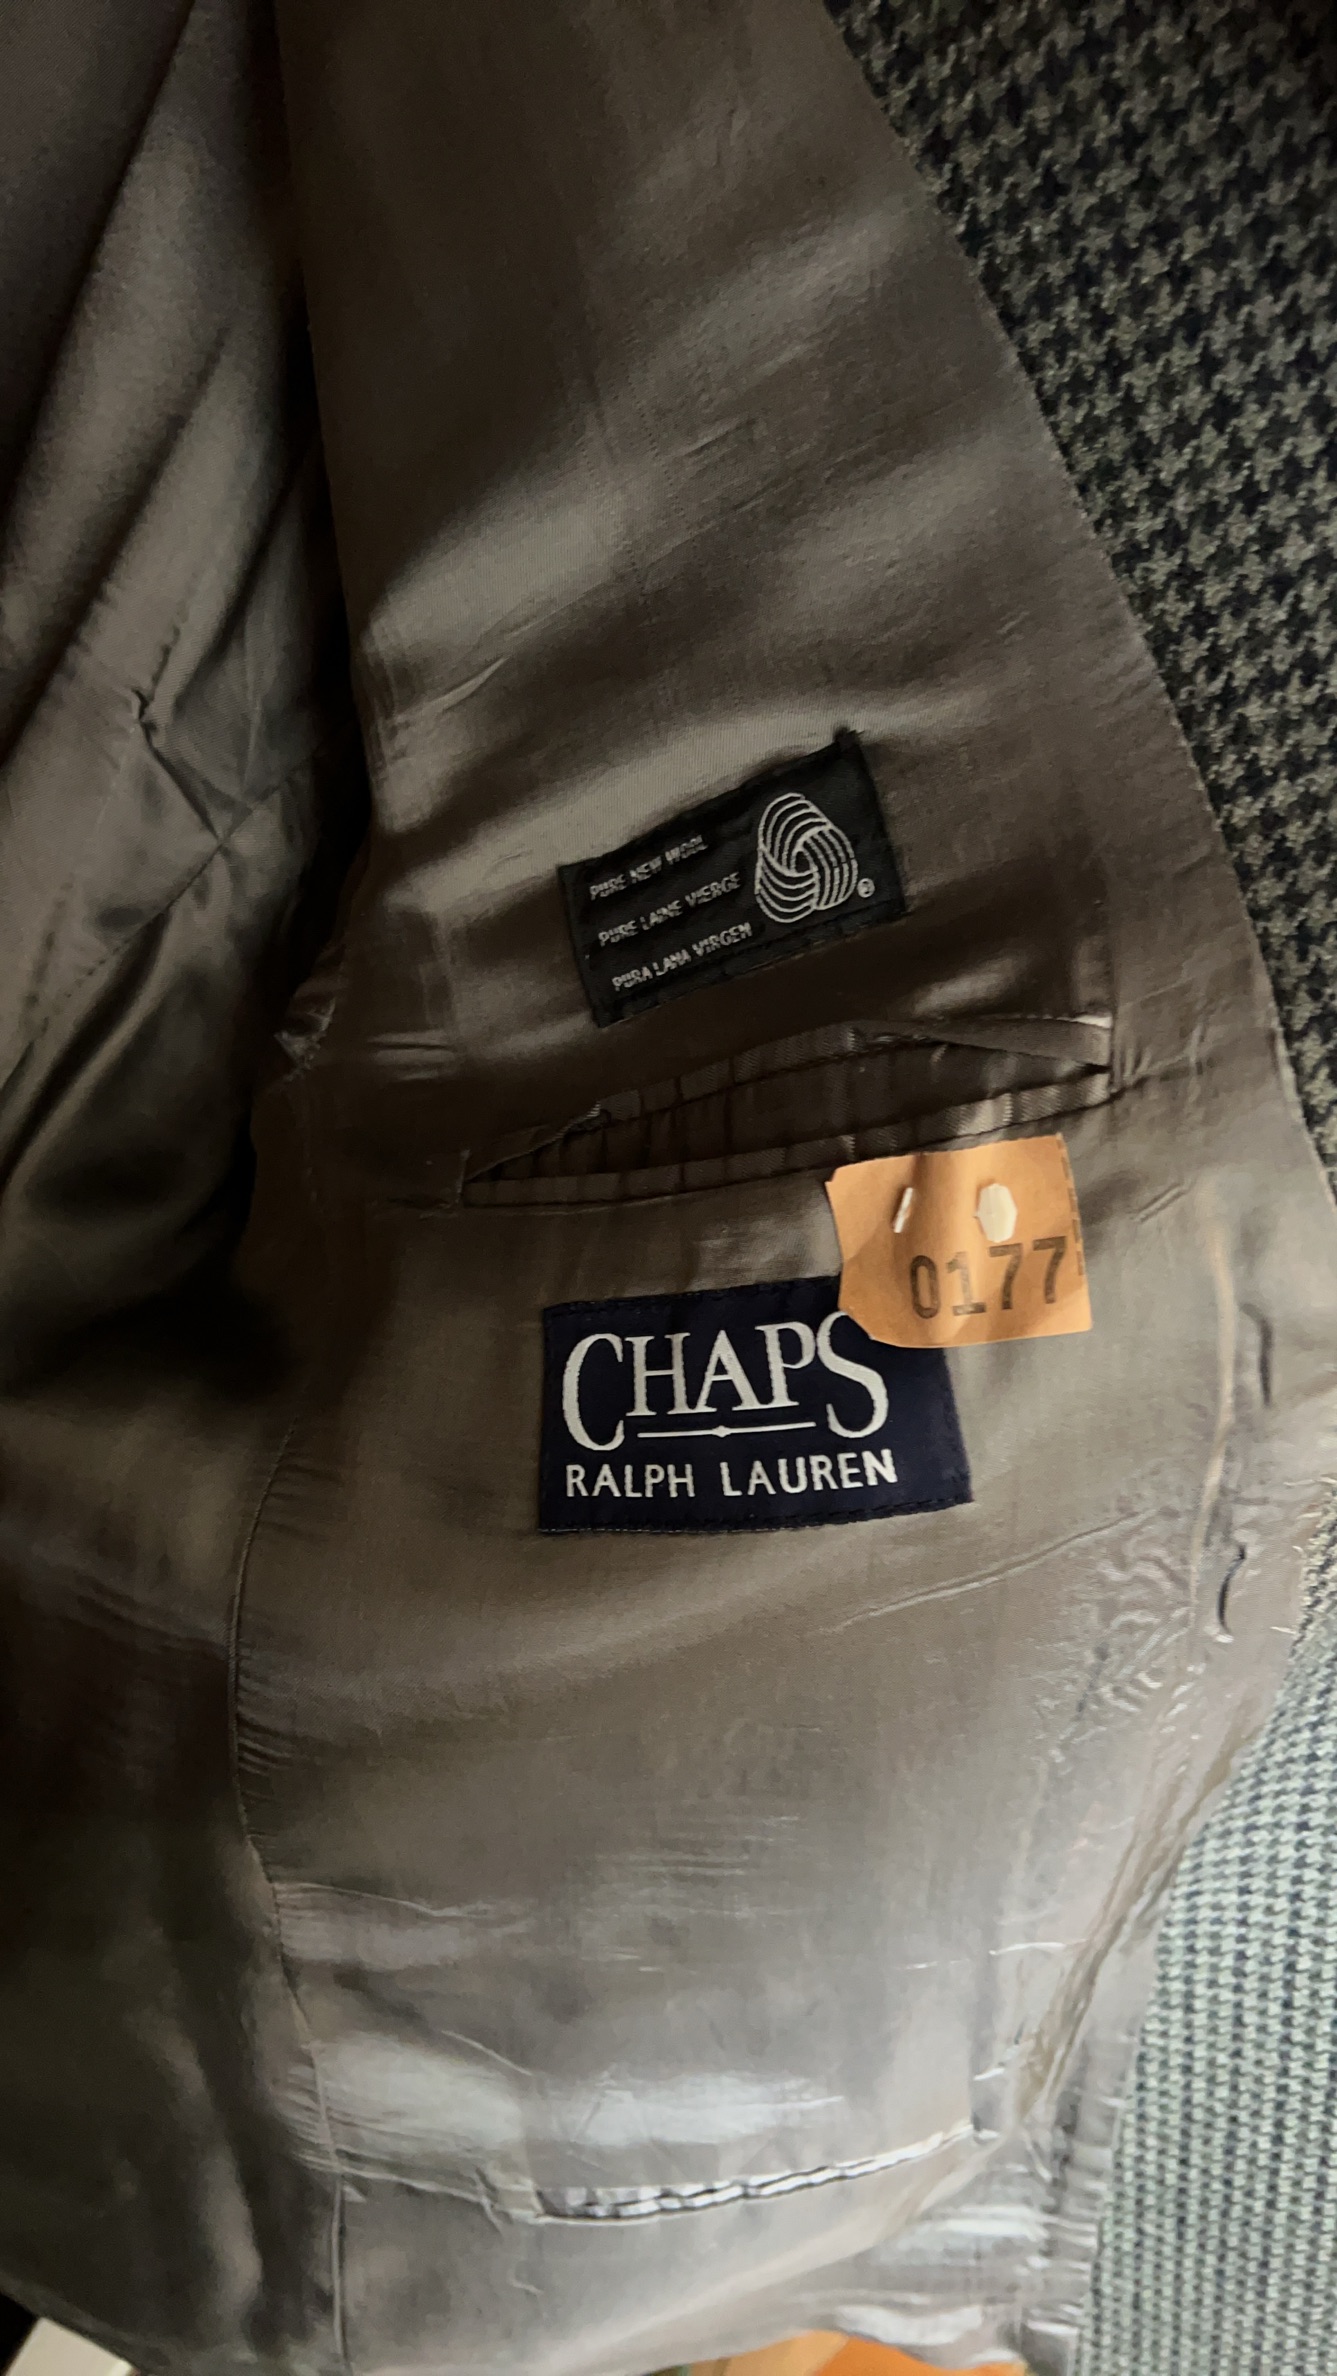 PURE NEW WOOL
PURE LAINE VIERGE
PURA LANA VIRGEN
®
0177
CHAPS
RALPH LAUREN